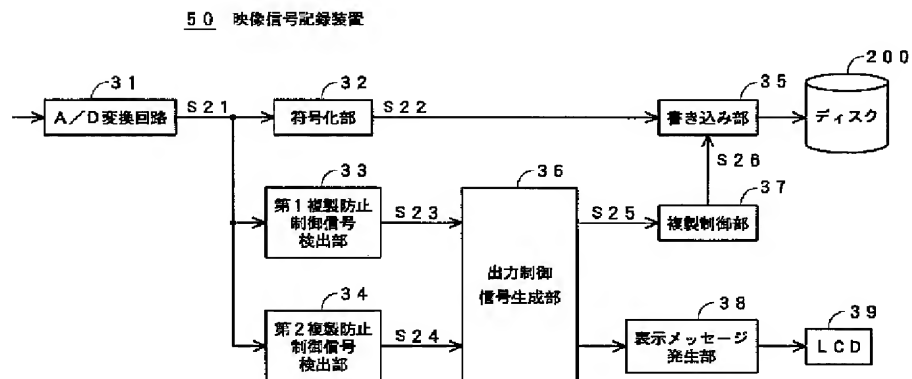 ５０ 映像信号記録装置
３１
Ａ／Ｄ変換回路
Ｓ２１
３２
符号化部
Ｓ２２
３５
書き込み部
２００
ディスク
Ｓ２６
３３
第１複製防止
制御信号
検出部
Ｓ２３
３６
出力制御
信号生成部
Ｓ２５
３７
複製制御部
３４
第２複製防止
制御信号
検出部
Ｓ２４
３８
表示メッセージ
発生部
３９
ＬＣＤ